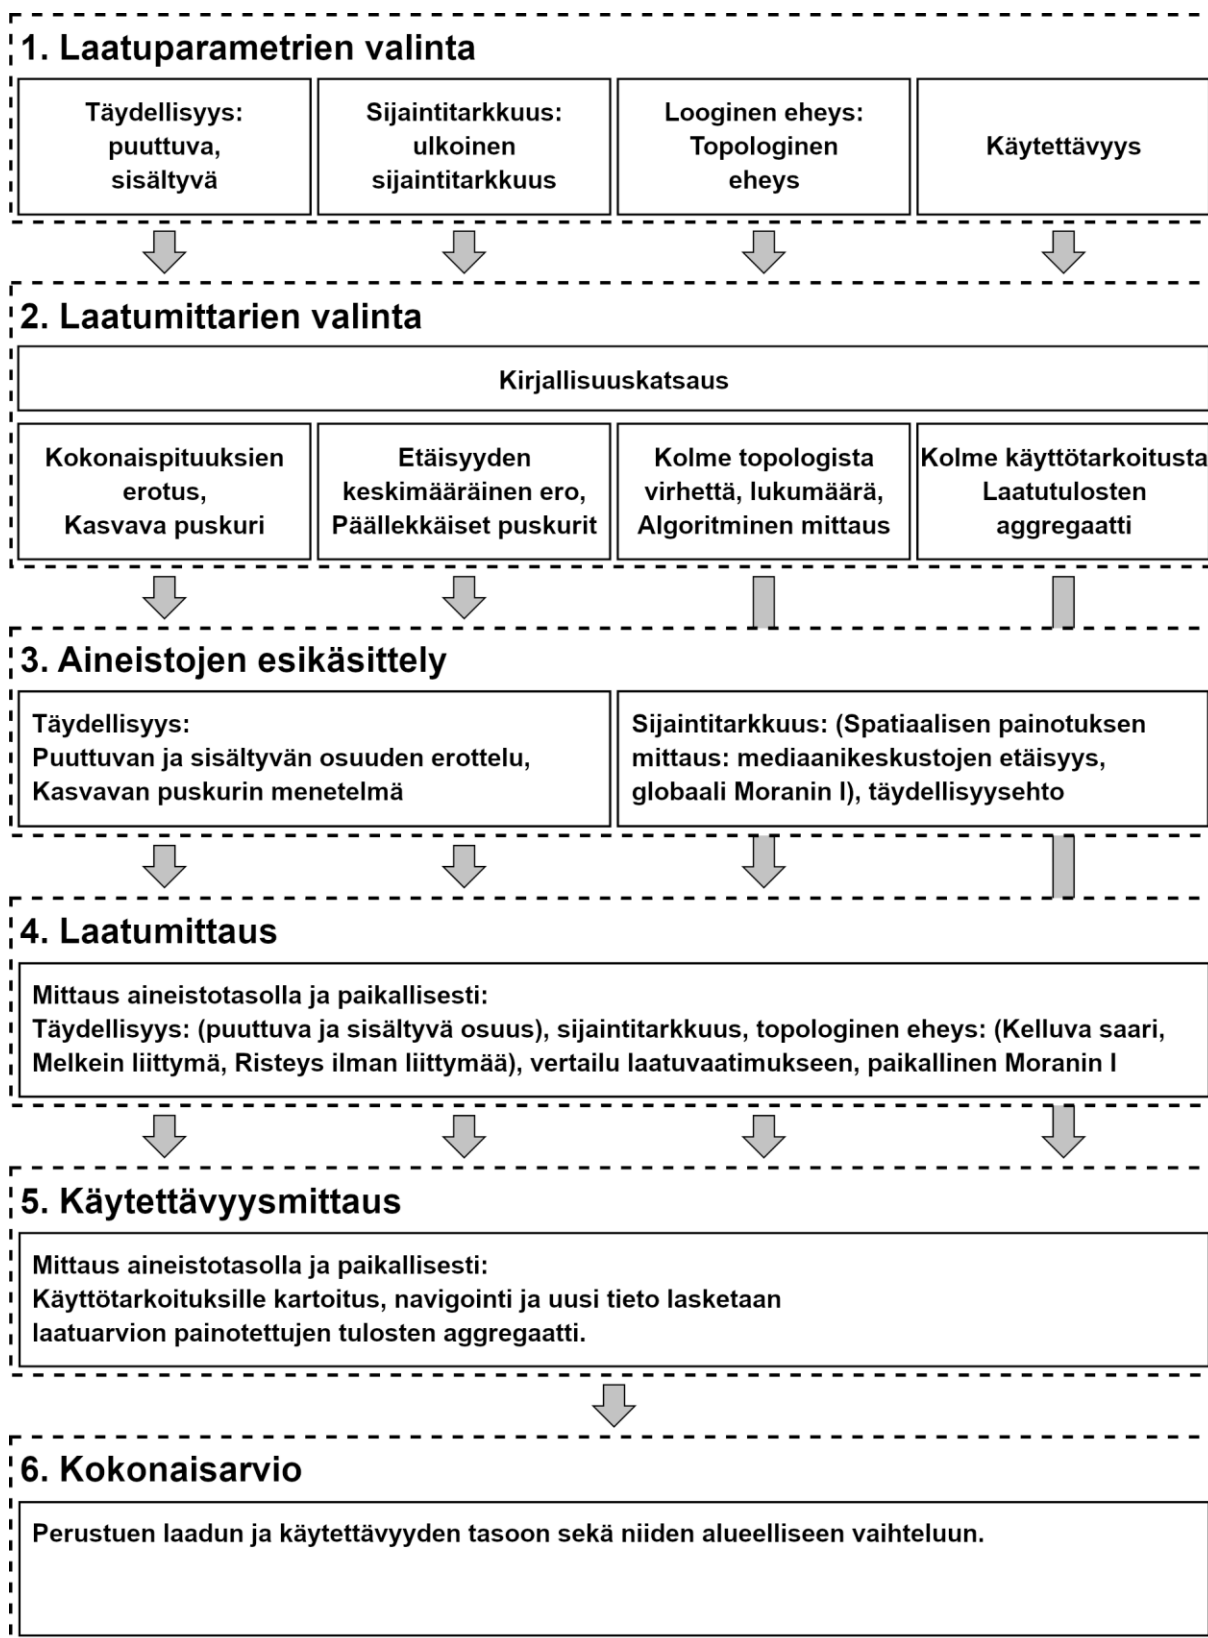 1. Laatuparametrien valinta
Täydellisyys:
puuttuva,
sisältyvä
Sijaintitarkkuus:
ulkoinen
sijaintitarkkuus
Looginen eheys:
Topologinen
eheys
Käytettävyys
2. Laatumittarien valinta
Kirjallisuuskatsaus
Kokonaispituuksien
erotus,
Kasvava puskuri
Etäisyyden
keskimääräinen ero,
Päällekkäiset puskurit
Kolme topologista
virhettä, lukumäärä,
Algoritminen mittaus
Kolme käyttötarkoitusta
Laatutulosten
aggregaatti
3. Aineistojen esikäsittely
Täydellisyys:
Puuttuvan ja sisältyvän osuuden erottelu,
Kasvavan puskurin menetelmä
Sijaintitarkkuus: (Spatiaalisen painotuksen
mittaus: mediaanikeskustojen etäisyys,
globaali Moranin I), täydellisyysehto
4. Laatumittaus
Mittaus aineistotasolla ja paikallisesti:
Täydellisyys: (puuttuva ja sisältyvä osuus), sijaintitarkkuus, topologinen eheys: (Kelluva saari,
Melkein liittymä, Risteys ilman liittymää), vertailu laatuvaatimukseen, paikallinen Moranin I
5. Käytettävyysmittaus
Mittaus aineistotasolla ja paikallisesti:
Käyttötarkoituksille kartoitus, navigointi ja uusi tieto lasketaan
laatuarvion painotettujen tulosten aggregaatti.
6. Kokonaisarvio
Perustuen laadun ja käytettävyyden tasoon sekä niiden alueelliseen vaihteluun.